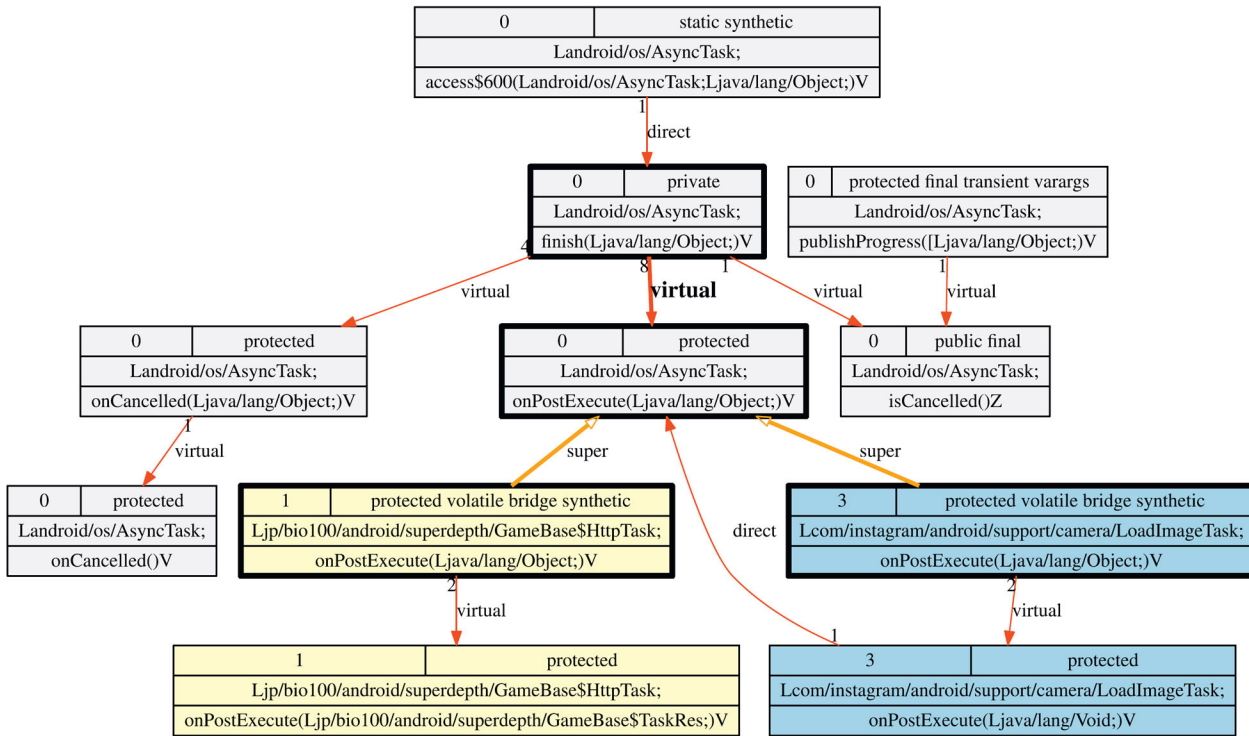 0 static synthetic
Landroid/os/AsyncTask;
access$600(Landroid/os/AsyncTask;Ljava/lang/Object;)V
1
direct
0 private
Landroid/os/AsyncTask;
finish(Ljava/lang/Object;)V
0 protected final transient varargs
Landroid/os/AsyncTask;
publishProgress([Ljava/lang/Object;)V
4 8 1 1
virtual virtual virtual virtual
0 protected
Landroid/os/AsyncTask;
onCancelled(Ljava/lang/Object;)V
0 protected
Landroid/os/AsyncTask;
onPostExecute(Ljava/lang/Object;)V
0 public final
Landroid/os/AsyncTask;
isCancelled()Z
1
virtual super super
0 protected
Landroid/os/AsyncTask;
onCancelled()V
1 protected volatile bridge synthetic
Ljp/bio100/android/superdepth/GameBase$HttpTask;
onPostExecute(Ljava/lang/Object;)V
direct
3 protected volatile bridge synthetic
Lcom/instagram/android/support/camera/LoadImageTask;
onPostExecute(Ljava/lang/Object;)V
2 2
virtual virtual
1
1 protected
Ljp/bio100/android/superdepth/GameBase$HttpTask;
onPostExecute(Ljp/bio100/android/superdepth/GameBase$TaskRes;)V
3 protected
Lcom/instagram/android/support/camera/LoadImageTask;
onPostExecute(Ljava/lang/Void;)V